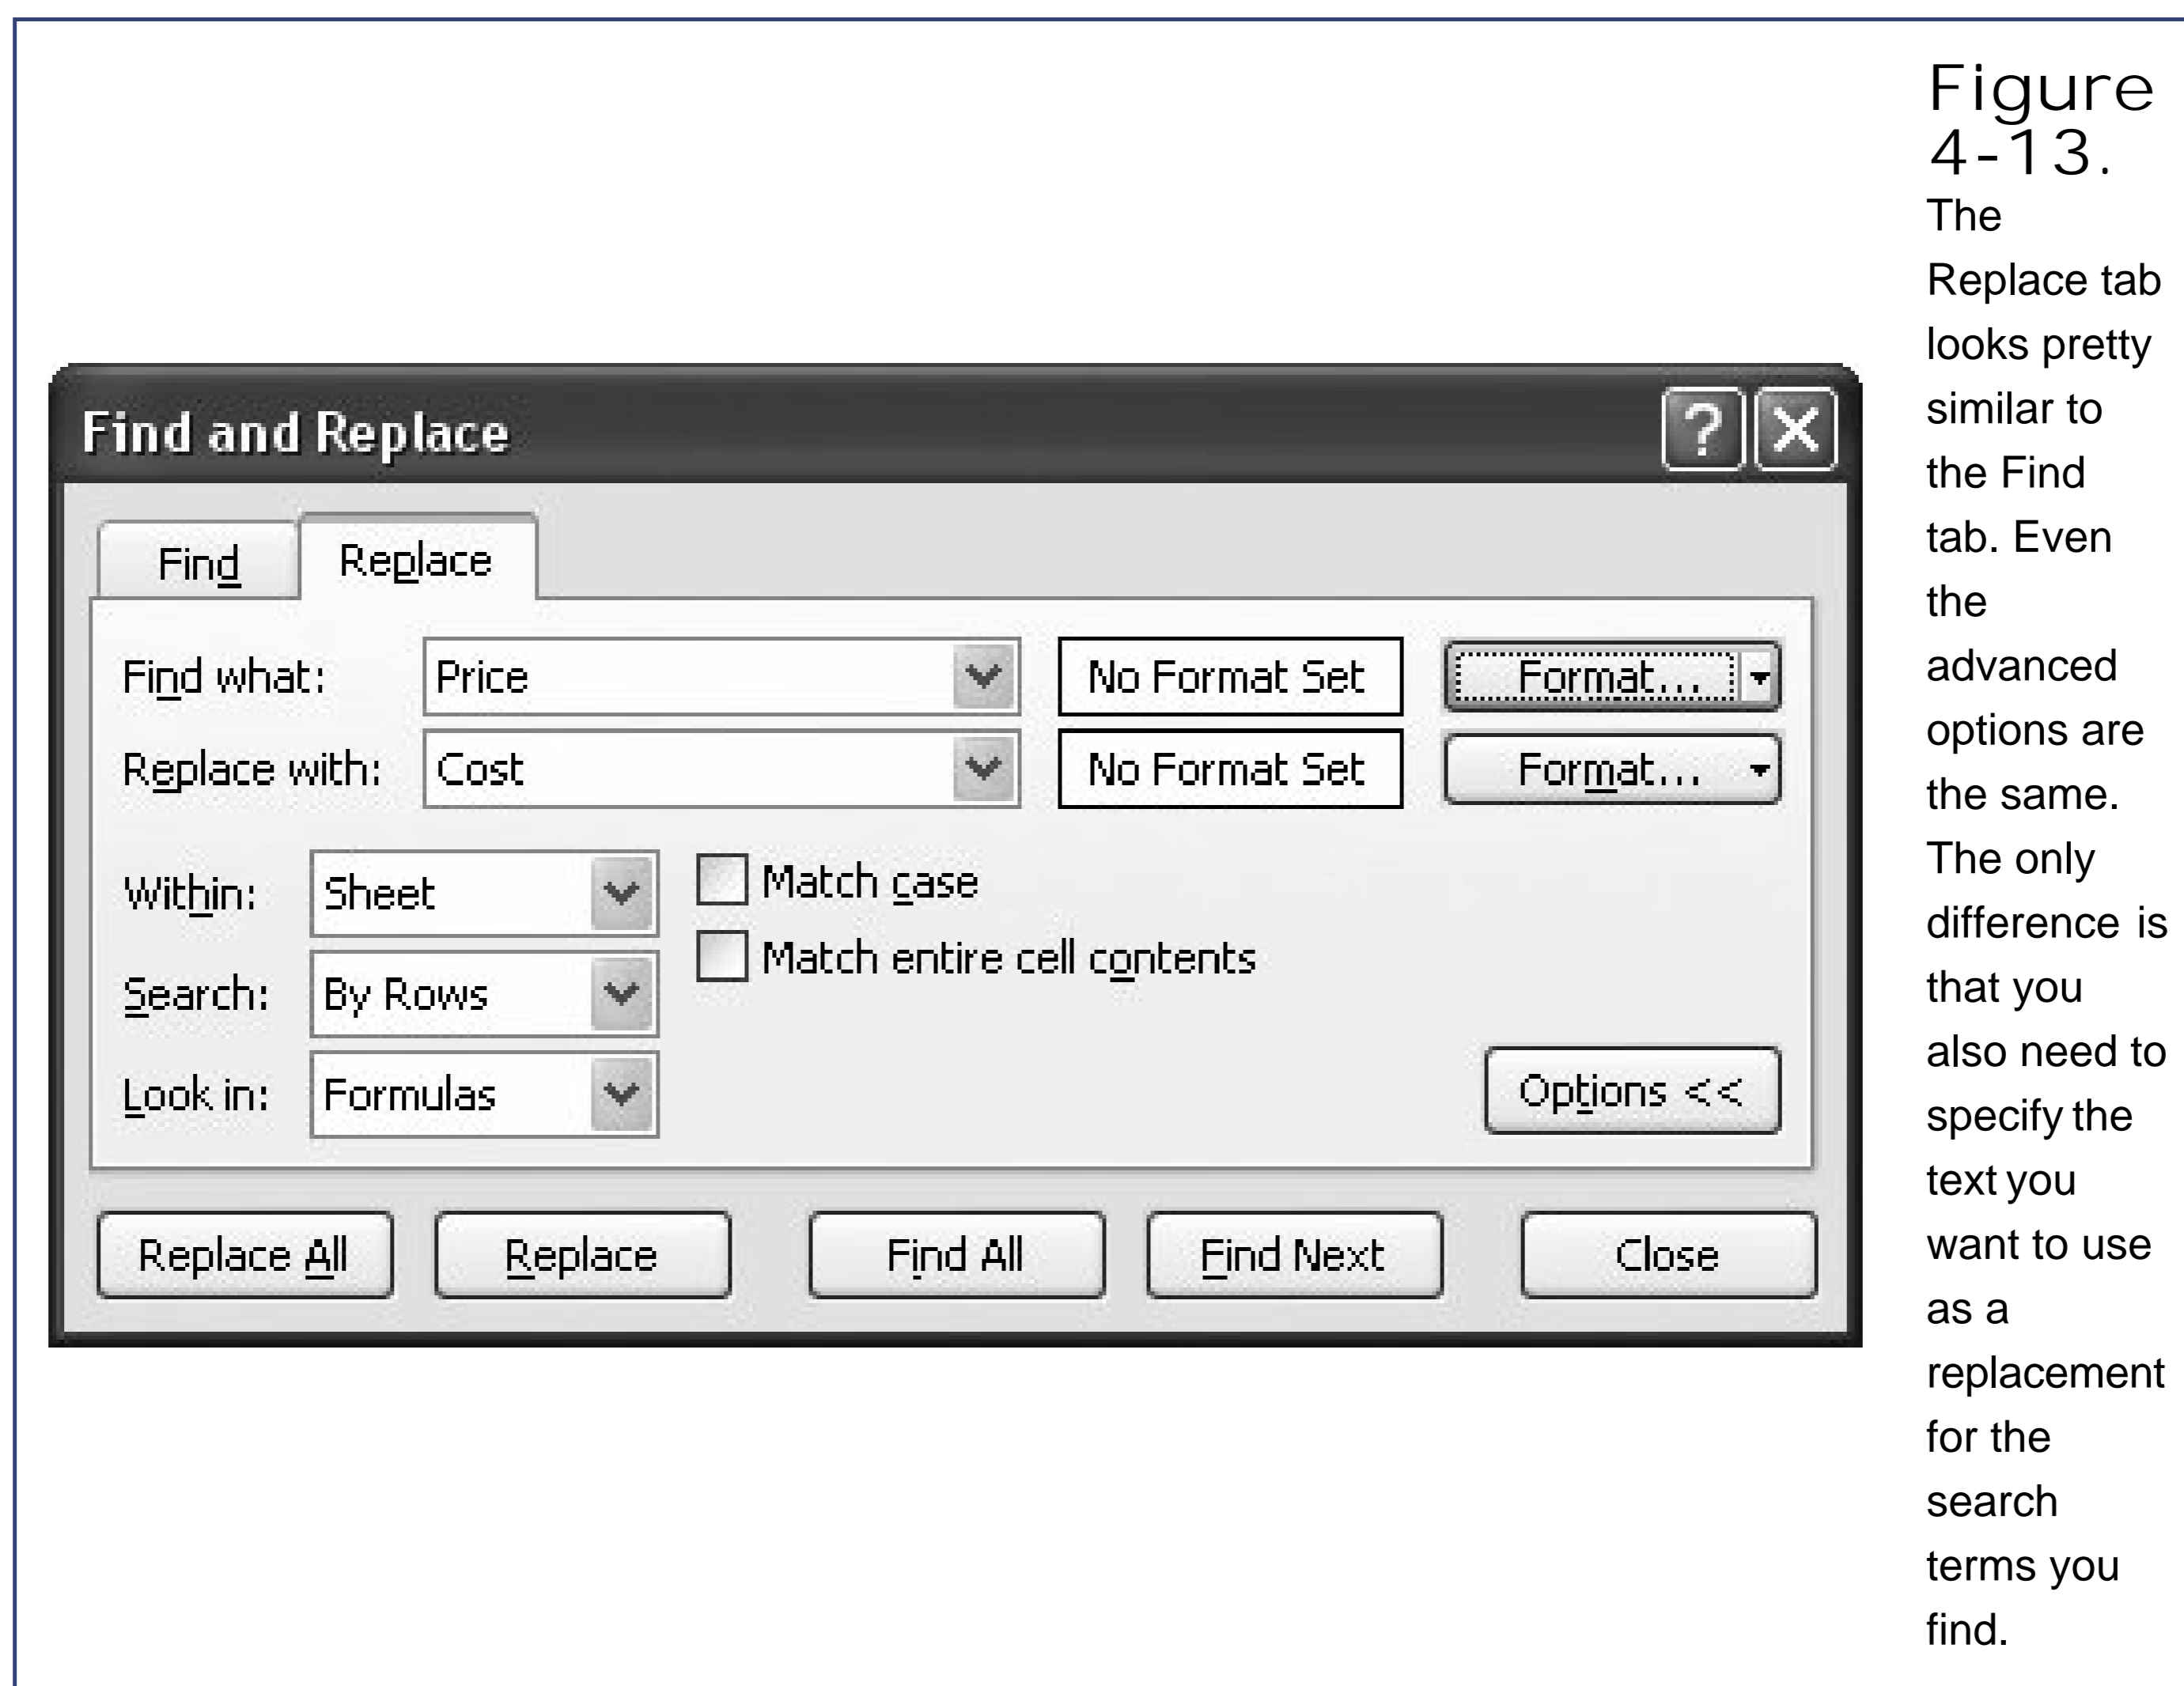 Figure
4-13.
The
Replace tab
looks pretty
similar to
the Find
tab. Even
the
advanced
options are
the same.
The only
difference is
that you
also need to
specify the
text you
want to use
as a
replacement
for the
search
terms you
find.
Find and Replace ?
Find Replace
Find what: Price No Format Set Format...
Replace with: Cost No Format Set Format...
Within: Sheet Match case
Match entire cell contents
Search: By Rows
Look in: Formulas Options <<
Replace All Replace Find All Find Next Close